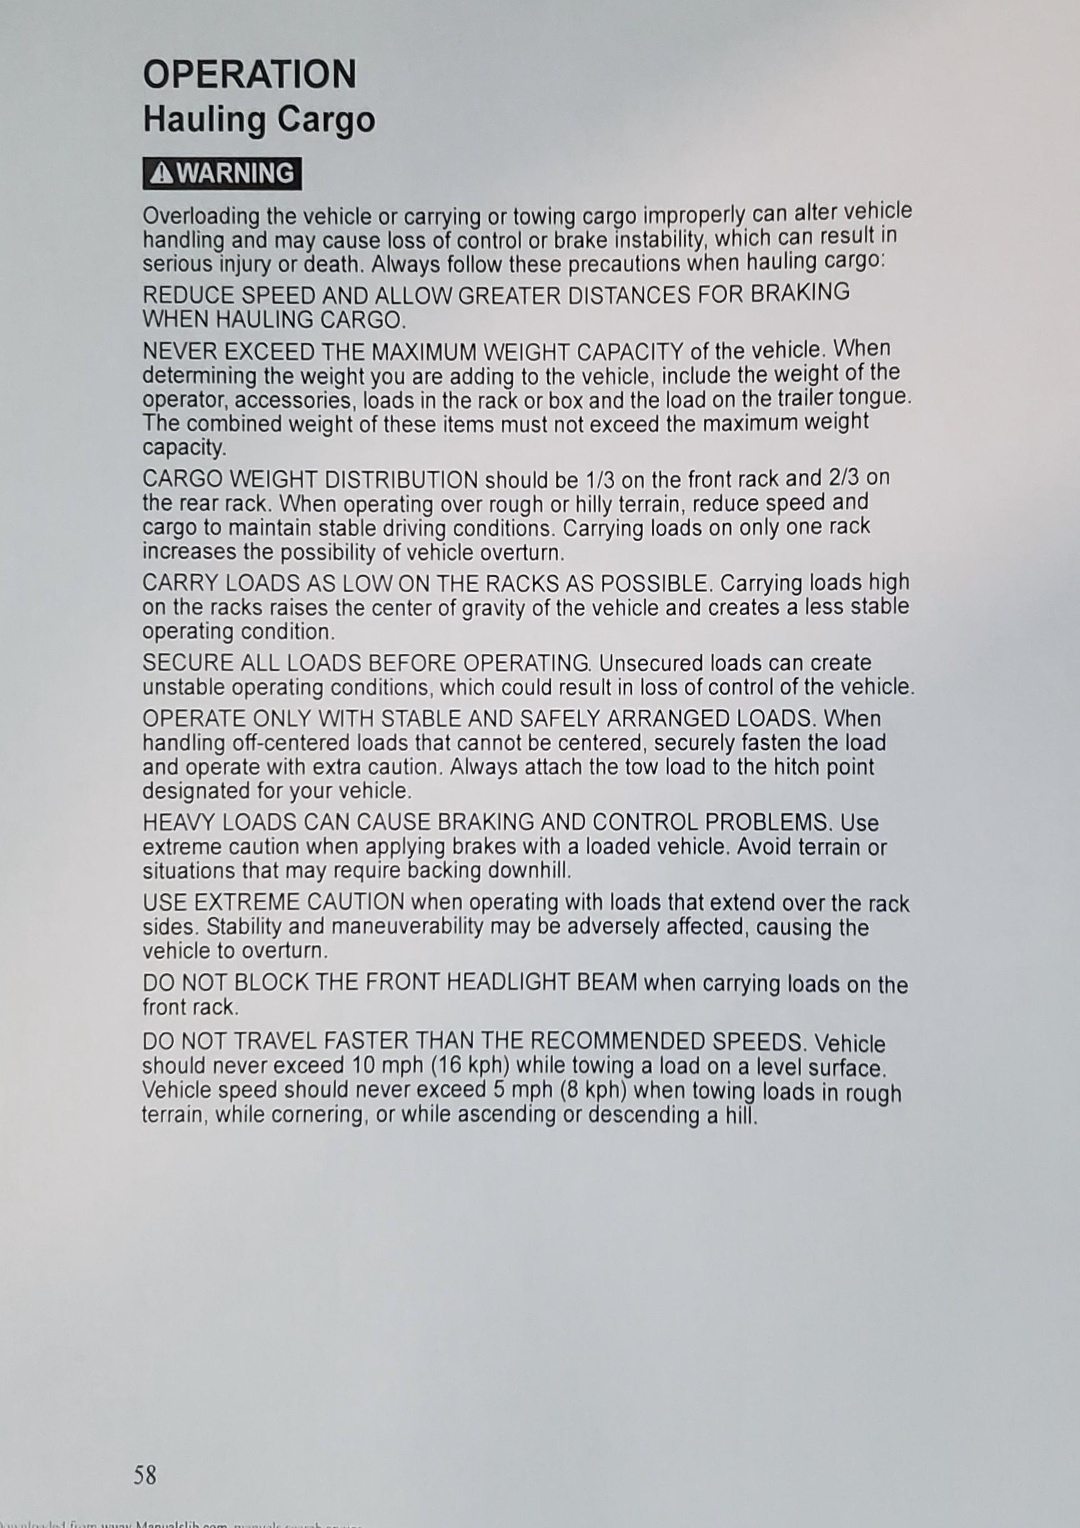 OPERATION
Hauling Cargo
WARNING
Overloading the vehicle or carrying or towing cargo improperly can alter vehicle
handling and may cause loss of control or brake instability, which can result in
serious injury or death. Always follow these precautions when hauling cargo:
REDUCE SPEED AND ALLOW GREATER DISTANCES FOR BRAKING
WHEN HAULING CARGO.
NEVER EXCEED THE MAXIMUM WEIGHT CAPACITY of the vehicle. When
determining the weight you are adding to the vehicle, include the weight of the
operator, accessories, loads in the rack or box and the load on the trailer tongue.
The combined weight of these items must not exceed the maximum weight
capacity.
CARGO WEIGHT DISTRIBUTION should be 1/3 on the front rack and 2/3 on
the rear rack. When operating over rough or hilly terrain, reduce speed and
cargo to maintain stable driving conditions. Carrying loads on only one rack
increases the possibility of vehicle overturn.
CARRY LOADS AS LOW ON THE RACKS AS POSSIBLE. Carrying loads high
on the racks raises the center of gravity of the vehicle and creates a less stable
operating condition.
SECURE ALL LOADS BEFORE OPERATING. Unsecured loads can create
unstable operating conditions, which could result in loss of control of the vehicle.
OPERATE ONLY WITH STABLE AND SAFELY ARRANGED LOADS. When
handling off-centered loads that cannot be centered, securely fasten the load
and operate with extra caution. Always attach the tow load to the hitch point
designated for your vehicle.
HEAVY LOADS CAN CAUSE BRAKING AND CONTROL PROBLEMS. Use
extreme caution when applying brakes with a loaded vehicle. Avoid terrain or
situations that may require backing downhill.
USE EXTREME CAUTION when operating with loads that extend over the rack
sides. Stability and maneuverability may be adversely affected, causing the
vehicle to overturn.
DO NOT BLOCK THE FRONT HEADLIGHT BEAM when carrying loads on the
front rack.
DO NOT TRAVEL FASTER THAN THE RECOMMENDED SPEEDS. Vehicle
should never exceed 10 mph (16 kph) while towing a load on a level surface.
Vehicle speed should never exceed 5 mph (8 kph) when towing loads in rough
terrain, while cornering, or while ascending or descending a hill.
58
from www.Manualslib.com